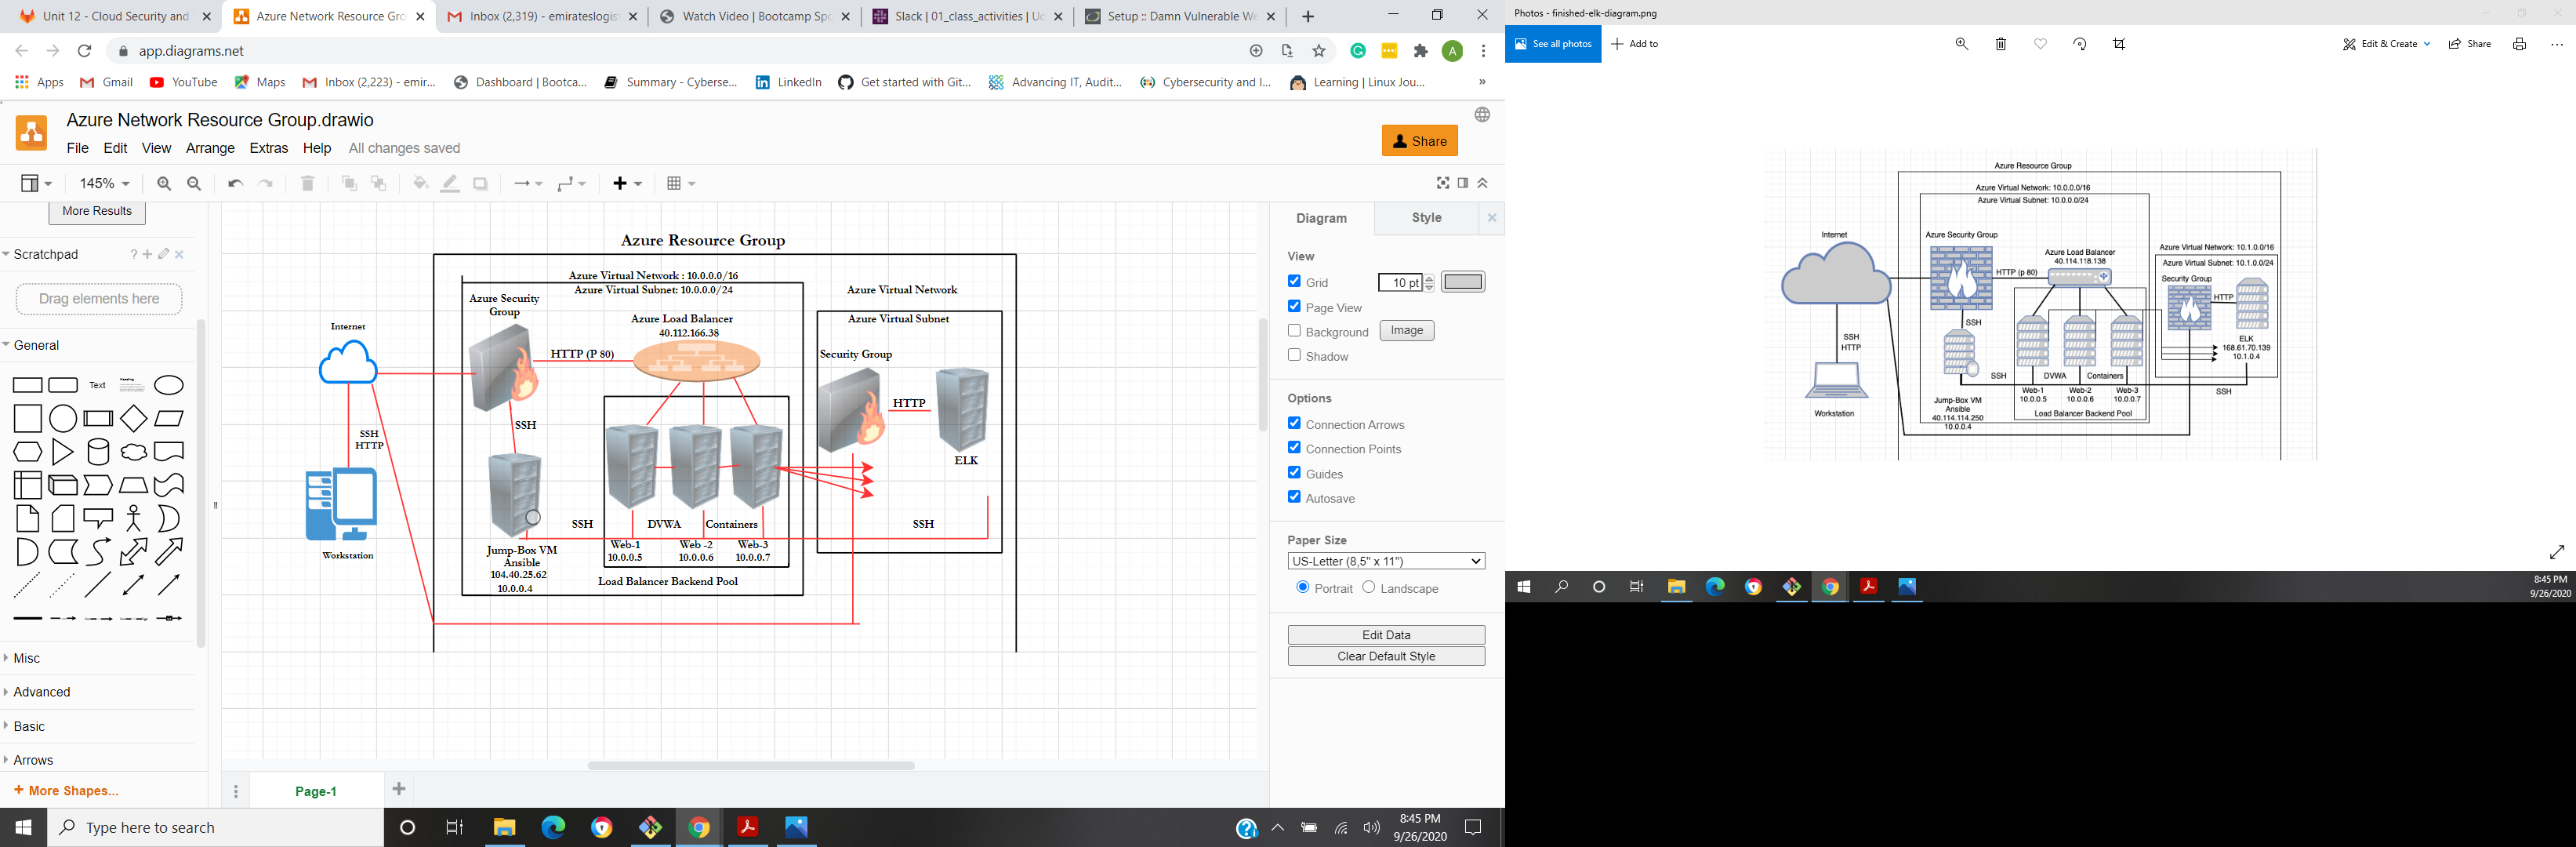 Unit 12 - Cloud Security and
Azure Network Resource Gro
Inbox (2,319) - emirateslogist
Watch Video | Bootcamp Spo
Slack | 01_class_activities | Uc
Setup :: Damn Vulnerable We
app.diagrams.net
A
Apps
Gmail
YouTube
Maps
Inbox (2,223) - emir...
Dashboard | Bootca...
Summary - Cyberse...
LinkedIn
Get started with Git...
Advancing IT, Audit...
Cybersecurity and I...
Learning | Linux Jou...
»
Azure Network Resource Group.drawio
File Edit View Arrange Extras Help All changes saved
Share
145%
More Results
Scratchpad
?
Drag elements here
General
Text
Heading
Misc
Advanced
Basic
Arrows
+ More Shapes...
Azure Resource Group
Azure Virtual Network : 10.0.0.0/16
Azure Virtual Subnet: 10.0.0.0/24
Azure Virtual Network
Azure Security
Group
Azure Load Balancer
40.112.166.38
Azure Virtual Subnet
Internet
HTTP (P 80)
Security Group
HTTP
SSH
SSH
HTTP
ELK
SSH
DVWA
Containers
SSH
Web-1
10.0.0.5
Web -2
10.0.0.6
Web-3
10.0.0.7
Workstation
Jump-Box VM
Ansible
104.40.25.62
10.0.0.4
Load Balancer Backend Pool
Page-1
Diagram
Style
View
Grid
10 pt
Page View
Background
Image
Shadow
Options
Connection Arrows
Connection Points
Guides
Autosave
Paper Size
US-Letter (8,5" x 11")
Portrait
Landscape
Edit Data
Clear Default Style
Type here to search
8:45 PM
9/26/2020
Photos - finished-elk-diagram.png
See all photos
Add to
Edit & Create
Share
Azure Resource Group
Azure Virtual Network: 10.0.0.0/16
Azure Virtual Subnet: 10.0.0.0/24
Internet
Azure Security Group
Azure Load Balancer
40.114.118.138
Azure Virtual Network: 10.1.0.0/16
Azure Virtual Subnet: 10.1.0.0/24
HTTP (p 80)
Security Group
HTTP
SSH
SSH
HTTP
ELK
168.61.70.139
10.1.0.4
SSH
DVWA
Containers
SSH
Web-1
10.0.0.5
Web-2
10.0.0.6
Web-3
10.0.0.7
Workstation
Jump-Box VM
Ansible
40.114.114.250
10.0.0.4
Load Balancer Backend Pool
8:45 PM
9/26/2020